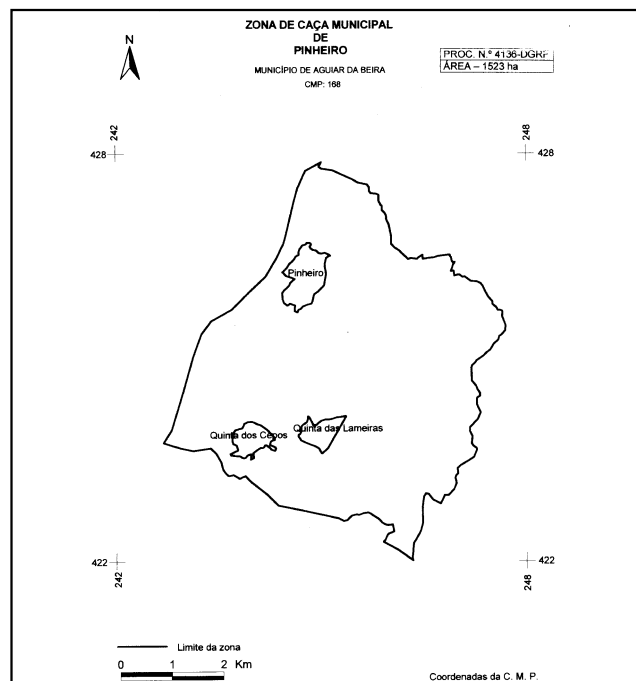 ZONA DE CAÇA MUNICIPAL
DE
PINHEIRO
MUNICÍPIO DE AGUIAR DA BEIRA
CMP: 168
PROC. N.º 4136-DGRF
ÁREA – 1523 ha
N
242
428
248
428
Pinheiro
Quinta dos Cepos
Quinta das Lameiras
422
242
422
248
Limite da zona
0 1 2 Km
Coordenadas da C. M. P.